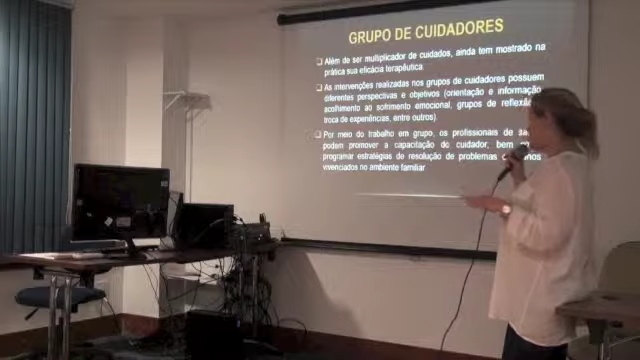 GRUPO DE CUIDADORES
Além de ser multiplicador de cuidados, ainda tem mostrado na
prática sua eficácia terapêutica.
As intervenções realizadas nos grupos de cuidadores possuem
diferentes perspectivas e objetivos (orientação e informação,
acolhimento ao sofrimento emocional, grupos de reflexão,
troca de experiências, entre outros).
Por meio do trabalho em grupo, os profissionais de
podem promover a capacitação do cuidador, bem
programar estratégias de resolução de problemas
vivenciados no ambiente familiar